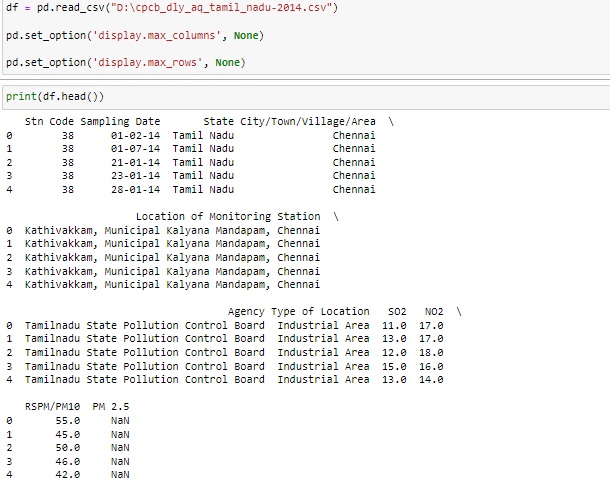 df = pd.read_csv("D:\cpcb_dly_aq_tamil_nadu-2014.csv")
pd.set_option('display.max_columns', None)
pd.set_option('display.max_rows', None)
print(df.head())
   Stn Code Sampling Date       State City/Town/Village/Area  \
0        38      01-02-14  Tamil Nadu                Chennai
1        38      01-07-14  Tamil Nadu                Chennai
2        38      21-01-14  Tamil Nadu                Chennai
3        38      23-01-14  Tamil Nadu                Chennai
4        38      28-01-14  Tamil Nadu                Chennai
                     Location of Monitoring Station  \
0  Kathivakkam, Municipal Kalyana Mandapam, Chennai
1  Kathivakkam, Municipal Kalyana Mandapam, Chennai
2  Kathivakkam, Municipal Kalyana Mandapam, Chennai
3  Kathivakkam, Municipal Kalyana Mandapam, Chennai
4  Kathivakkam, Municipal Kalyana Mandapam, Chennai
                                    Agency Type of Location   SO2   NO2  \
0  Tamilnadu State Pollution Control Board  Industrial Area  11.0  17.0
1  Tamilnadu State Pollution Control Board  Industrial Area  13.0  17.0
2  Tamilnadu State Pollution Control Board  Industrial Area  12.0  18.0
3  Tamilnadu State Pollution Control Board  Industrial Area  15.0  16.0
4  Tamilnadu State Pollution Control Board  Industrial Area  13.0  14.0
   RSPM/PM10  PM 2.5
0       55.0     NaN
1       45.0     NaN
2       50.0     NaN
3       46.0     NaN
4       42.0     NaN